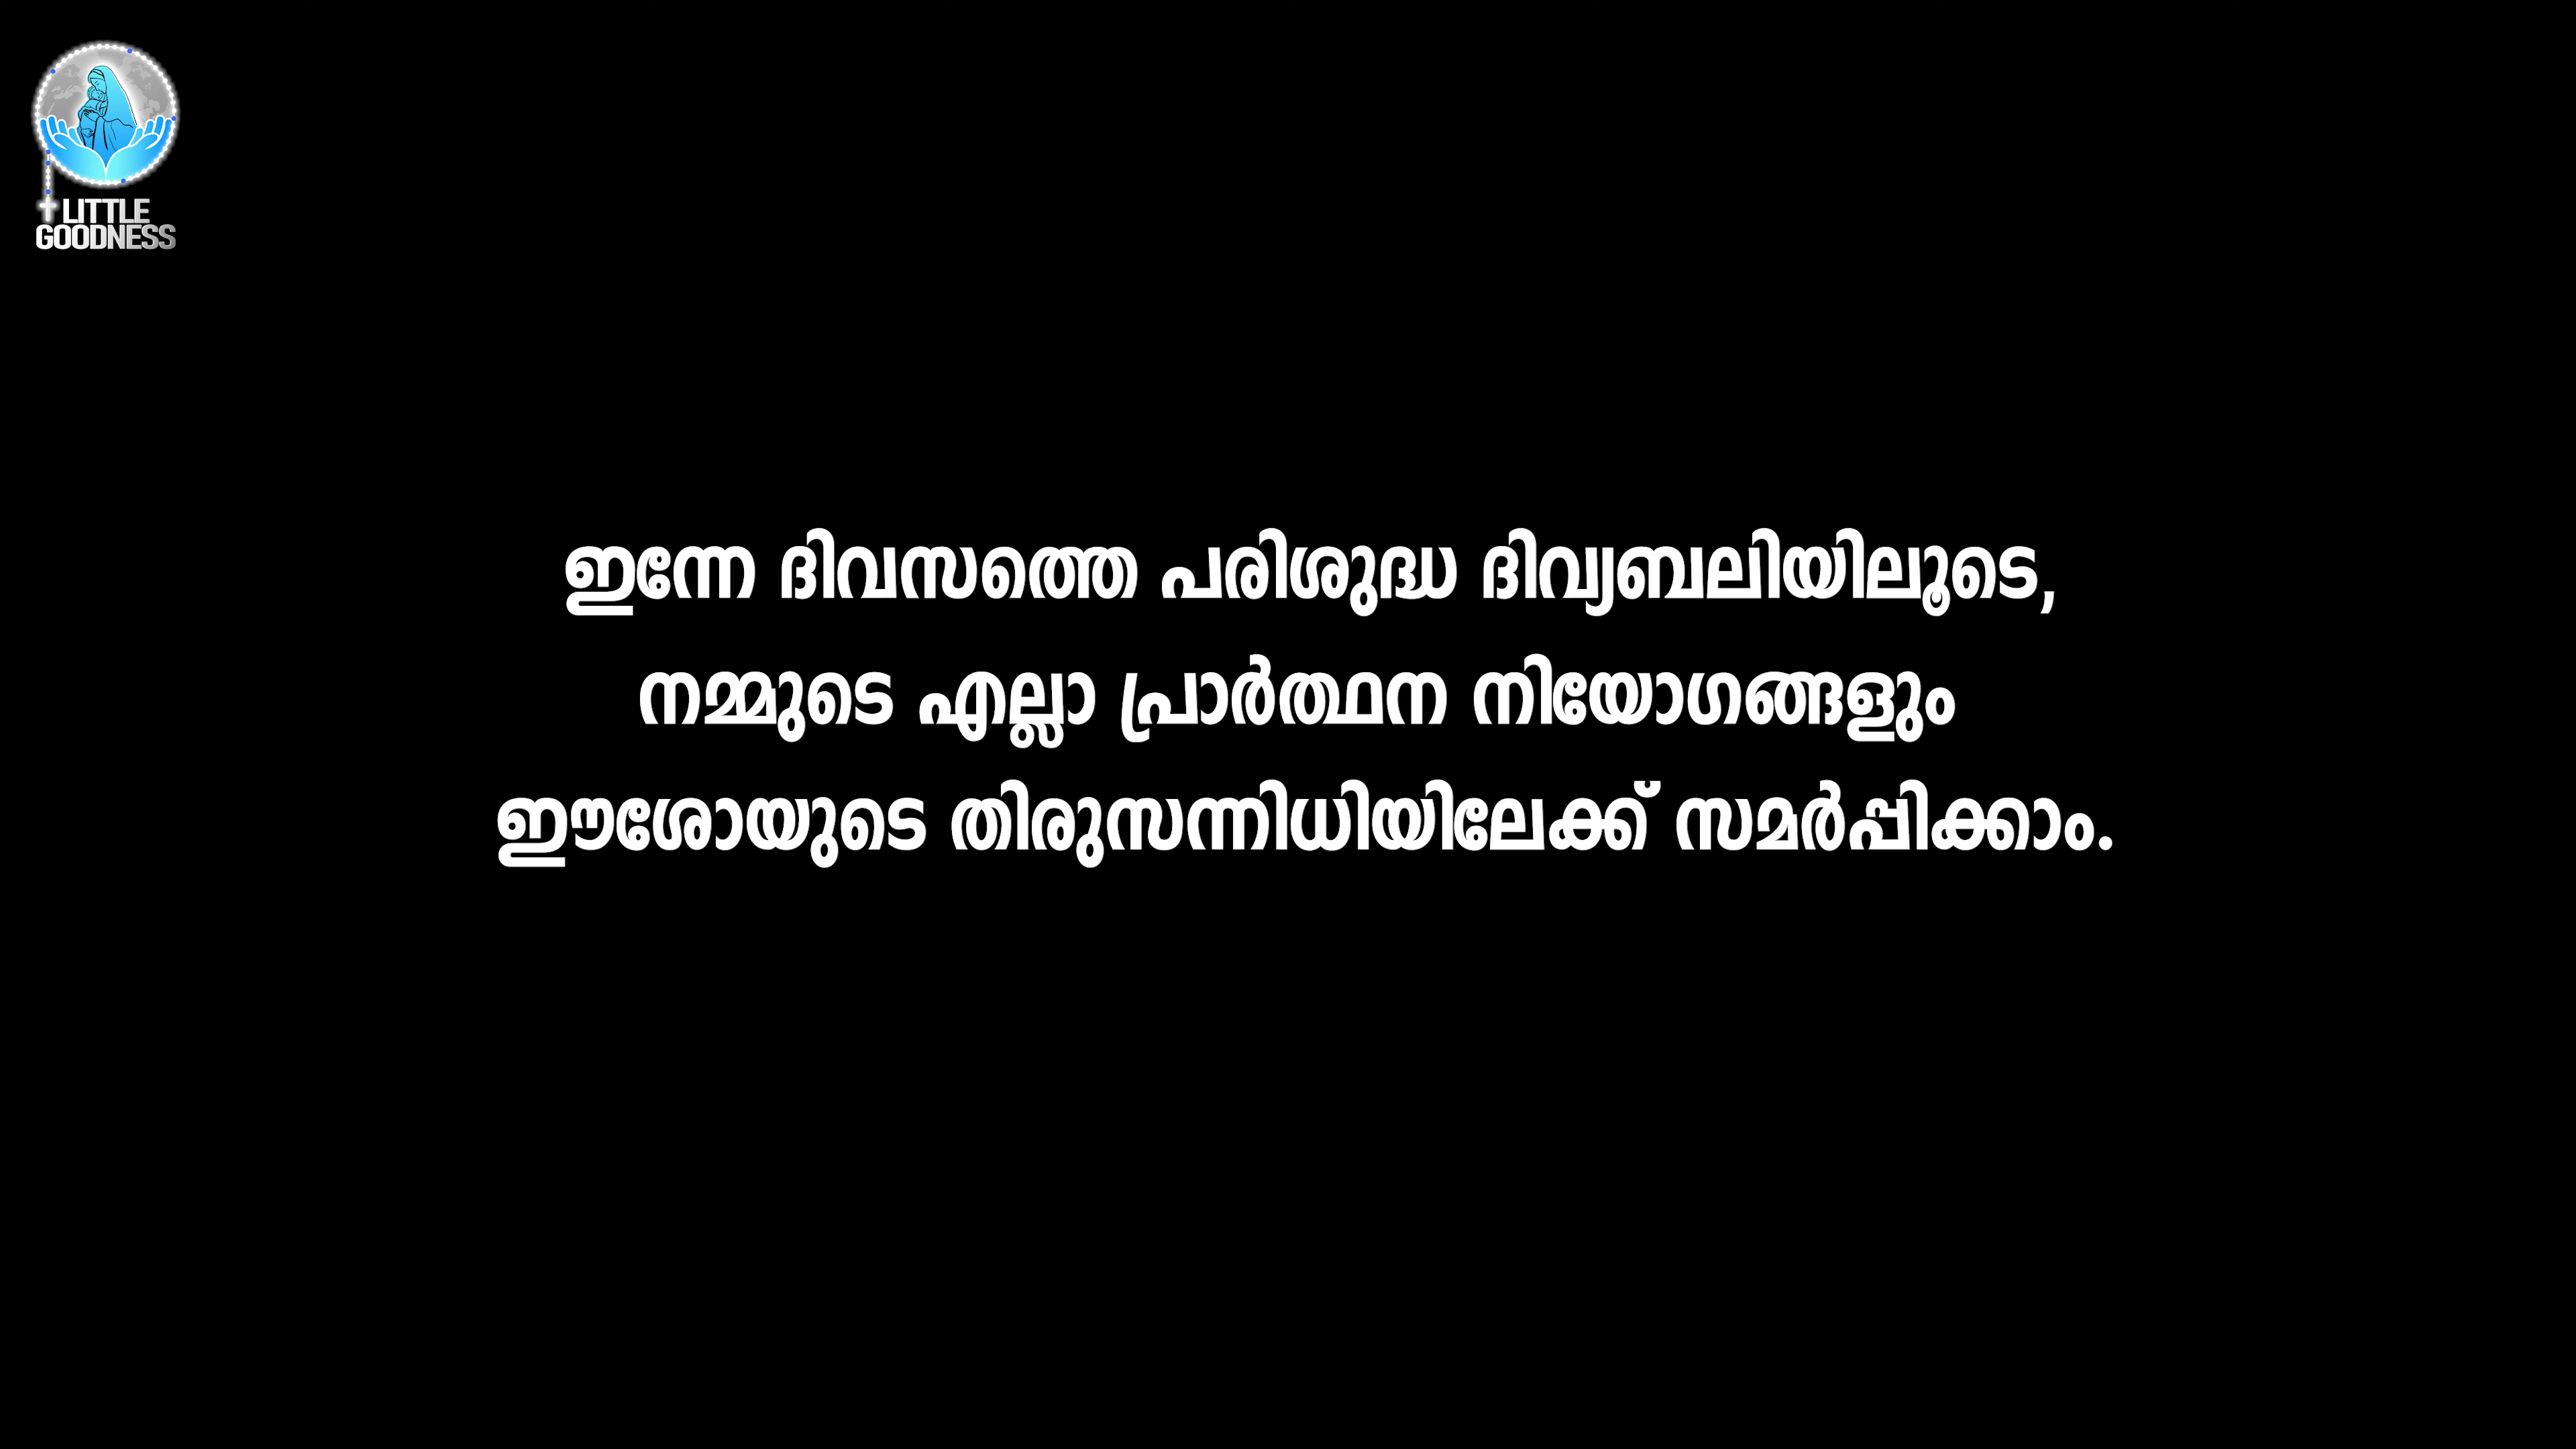 LITTLE
GOODNESS
ഇന്നേ ദിവസത്തെ പരിശുദ്ധ ദിവ്യബലിയിലൂടെ,
നമ്മുടെ എല്ലാ പ്രാർത്ഥന നിയോഗങ്ങളും
ഈശോയുടെ തിരുസന്നിധിയിലേക്ക് സമർപ്പിക്കാം.